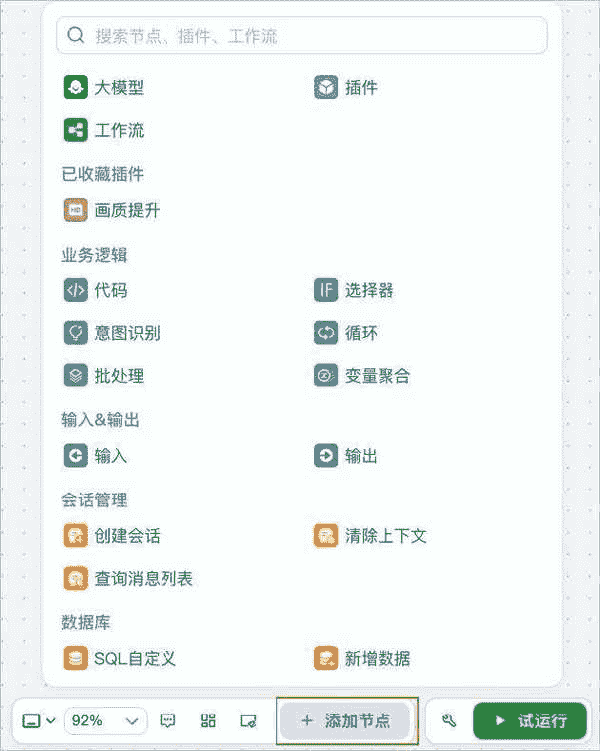 搜索节点、插件、工作流
大模型 插件
工作流
已收藏插件
HD 画质提升
业务逻辑
</> 代码 IF 选择器
意图识别 循环
批处理 变量聚合
输入&输出
输入 输出
会话管理
创建会话 清除上下文
查询消息列表
数据库
SQL自定义 新增数据
92% + 添加节点 试运行